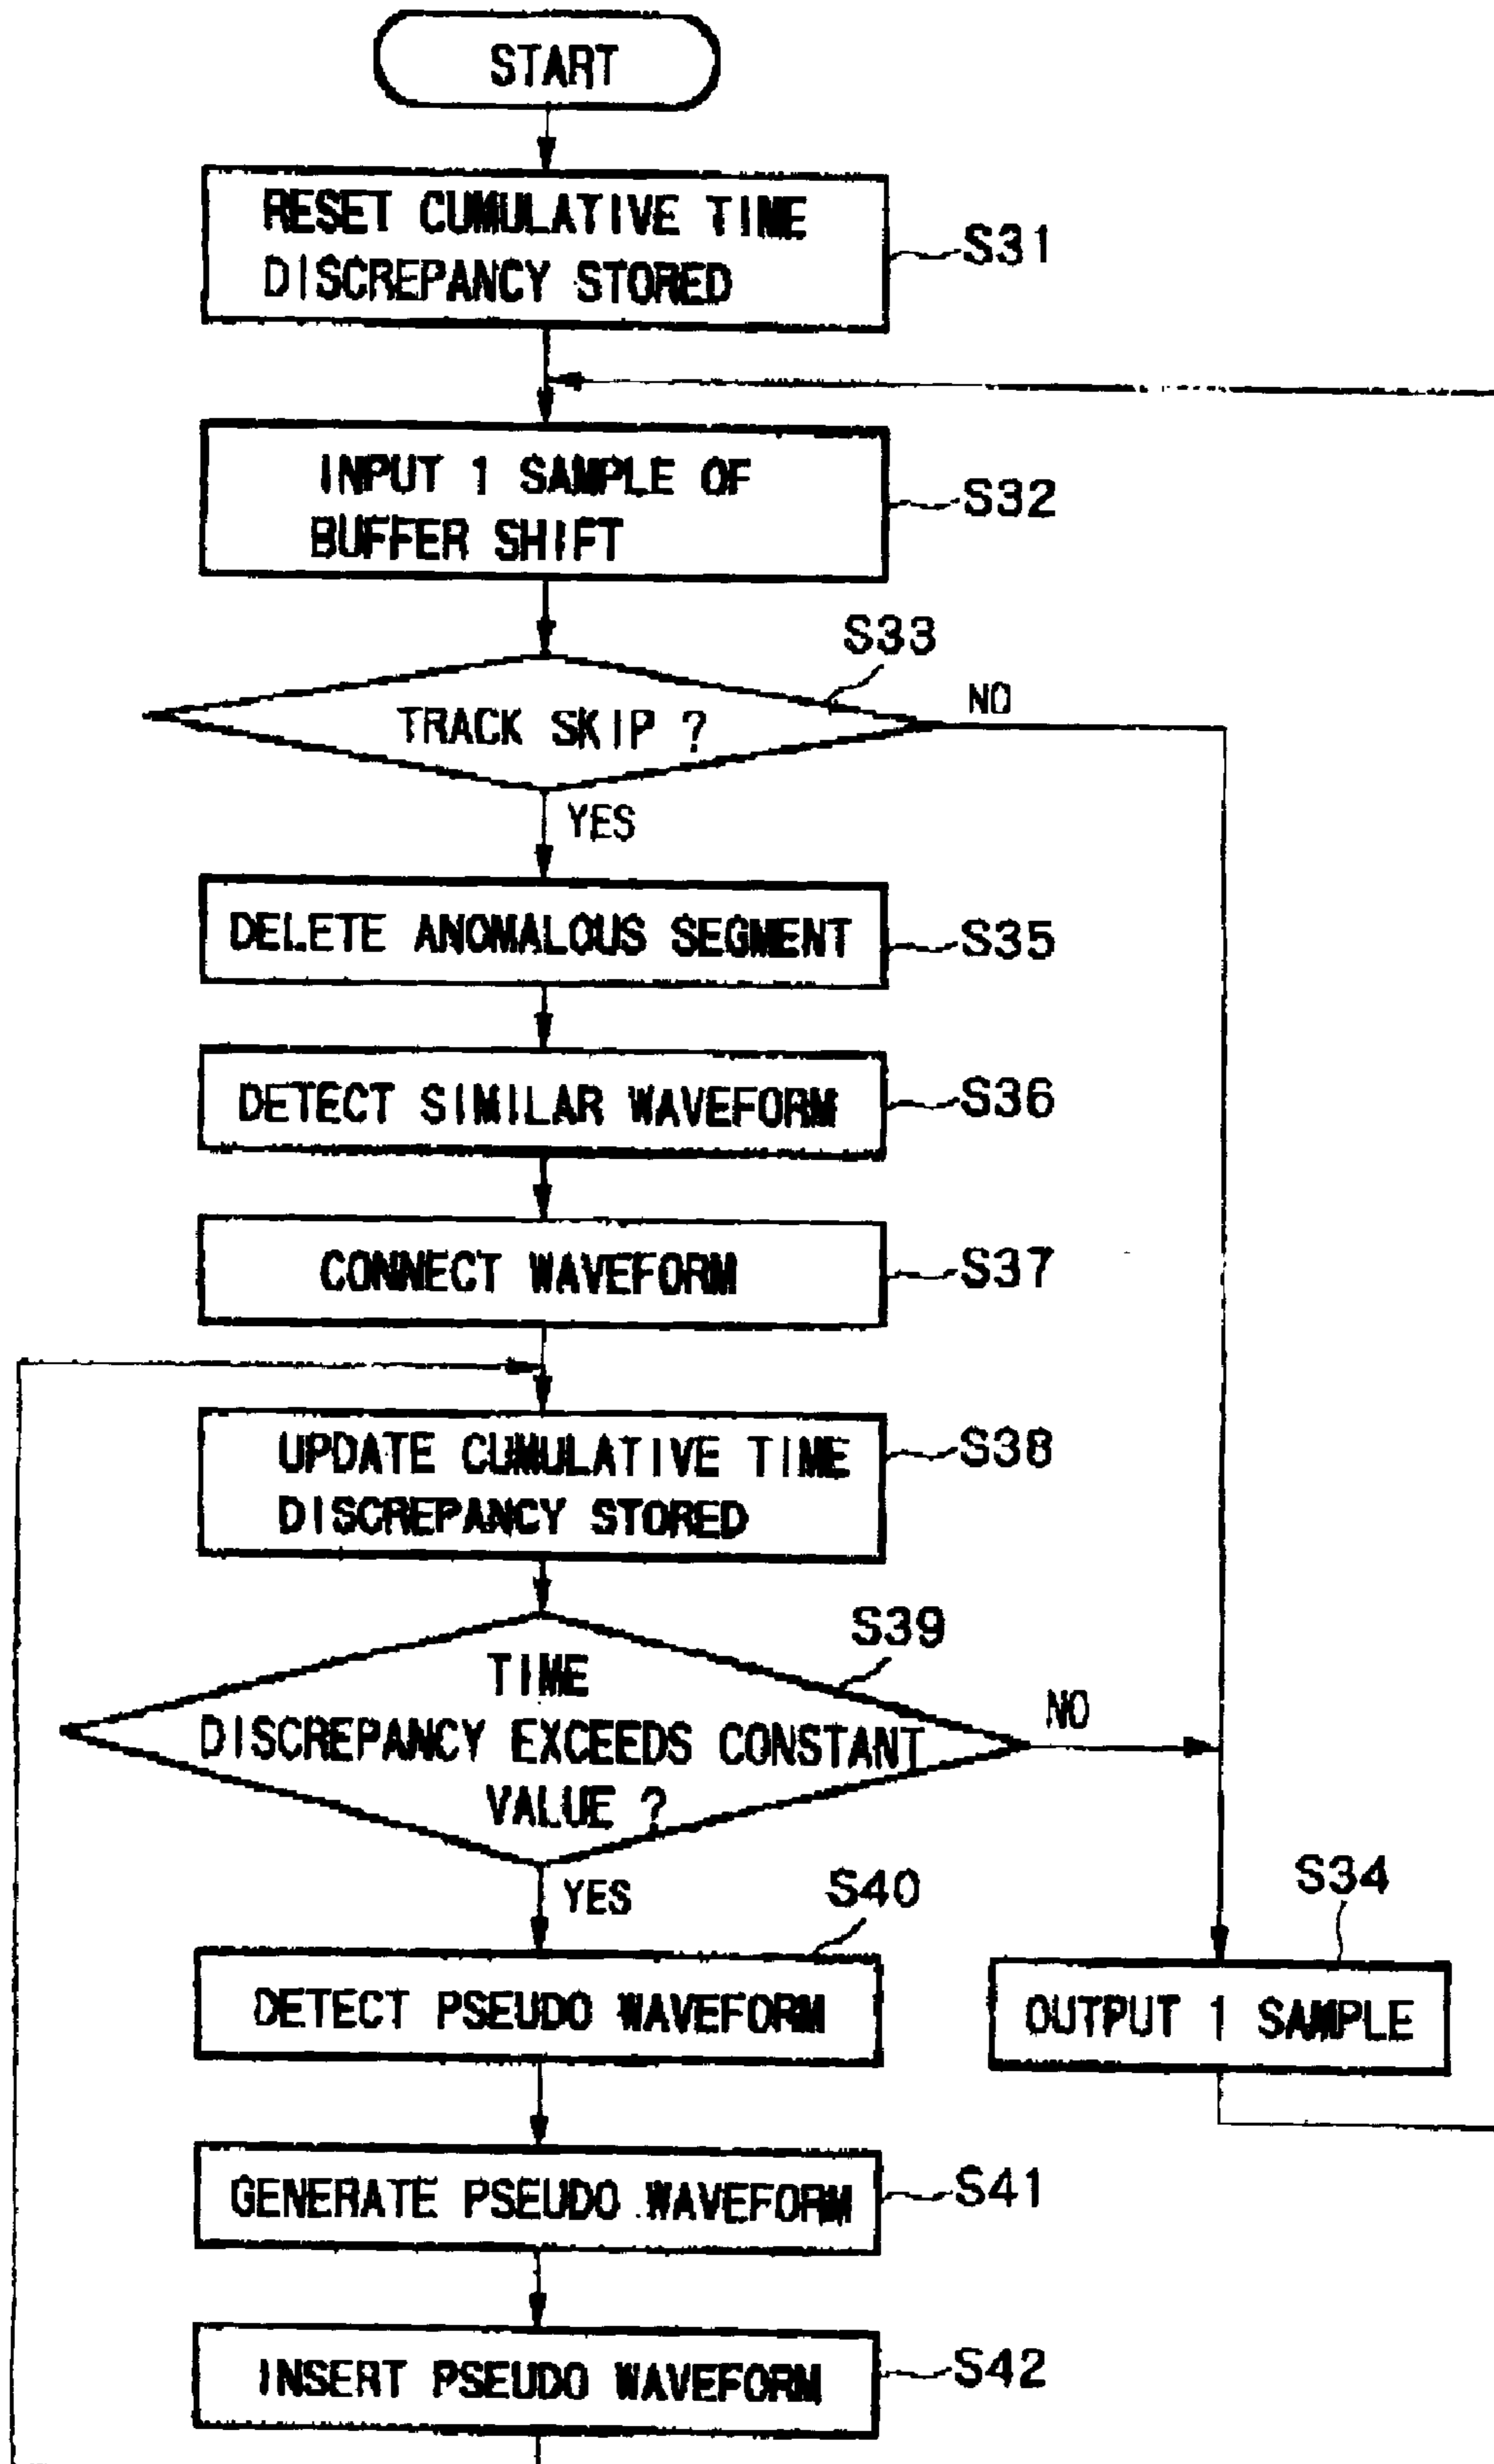 START
RESET CUMULATIVE TIME
DISCREPANCY STORED
S31
INPUT 1 SAMPLE OF
BUFFER SHIFT
S32
S33
TRACK SKIP ?
NO
YES
DELETE ANOMALOUS SEGMENT
S35
DETECT SIMILAR WAVEFORM
S36
CONNECT WAVEFORM
S37
UPDATE CUMULATIVE TIME
DISCREPANCY STORED
S38
S39
TIME
DISCREPANCY EXCEEDS CONSTANT
VALUE ?
NO
YES
S40
DETECT PSEUDO WAVEFORM
S34
OUTPUT 1 SAMPLE
GENERATE PSEUDO WAVEFORM
S41
INSERT PSEUDO WAVEFORM
S42